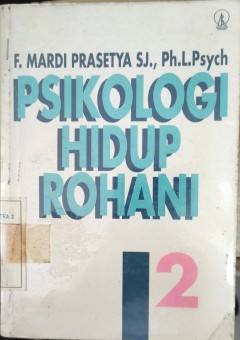 F. MARDI PRASETYA SJ., Ph.L.Psych
PSIKOLOGI
HIDUP
ROHANI
2